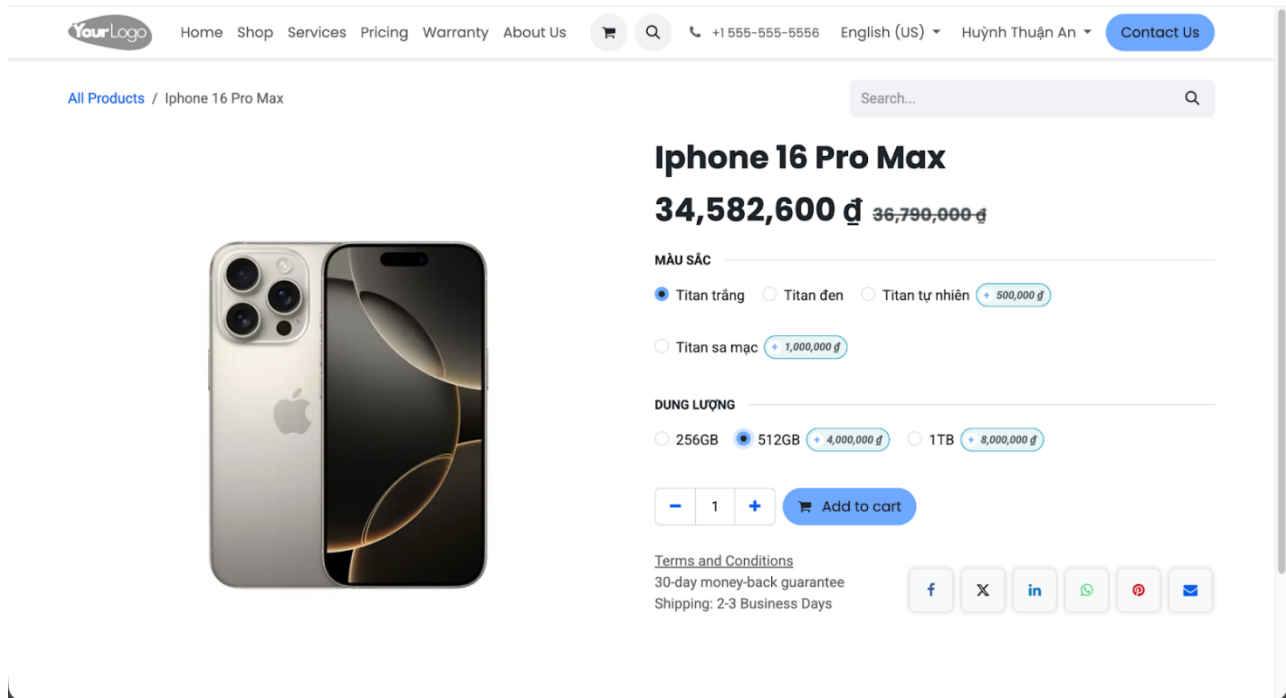 YourLogo Home Shop Services Pricing Warranty About Us +1 555-555-5556 English (US) Huỳnh Thuận An Contact Us
All Products / Iphone 16 Pro Max Search...
Iphone 16 Pro Max
34,582,600 ₫ 36,790,000 ₫
MÀU SẮC
Titan trắng Titan đen Titan tự nhiên + 500,000 ₫
Titan sa mạc + 1,000,000 ₫
DUNG LƯỢNG
256GB 512GB + 4,000,000 ₫ 1TB + 8,000,000 ₫
− 1 + Add to cart
Terms and Conditions
30-day money-back guarantee
Shipping: 2-3 Business Days